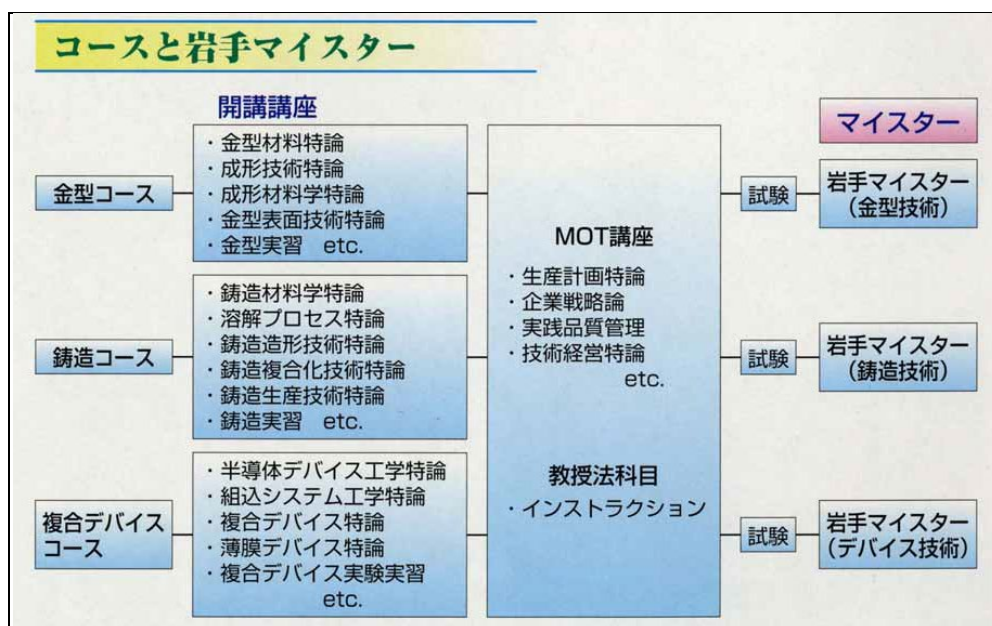 コースと岩手マイスター
開講講座
マイスター
金型コース
・金型材料特論
・成形技術特論
・成形材料学特論
・金型表面技術特論
・金型実習 etc.
鋳造コース
・鋳造材料学特論
・溶解プロセス特論
・鋳造造形技術特論
・鋳造複合化技術特論
・鋳造生産技術特論
・鋳造実習 etc.
複合デバイス
コース
・半導体デバイス工学特論
・組込システム工学特論
・複合デバイス特論
・薄膜デバイス特論
・複合デバイス実験実習
etc.
MOT講座
・生産計画特論
・企業戦略論
・実践品質管理
・技術経営特論
etc.
教授法科目
・インストラクション
試験
岩手マイスター
(金型技術)
試験
岩手マイスター
(鋳造技術)
試験
岩手マイスター
(デバイス技術)